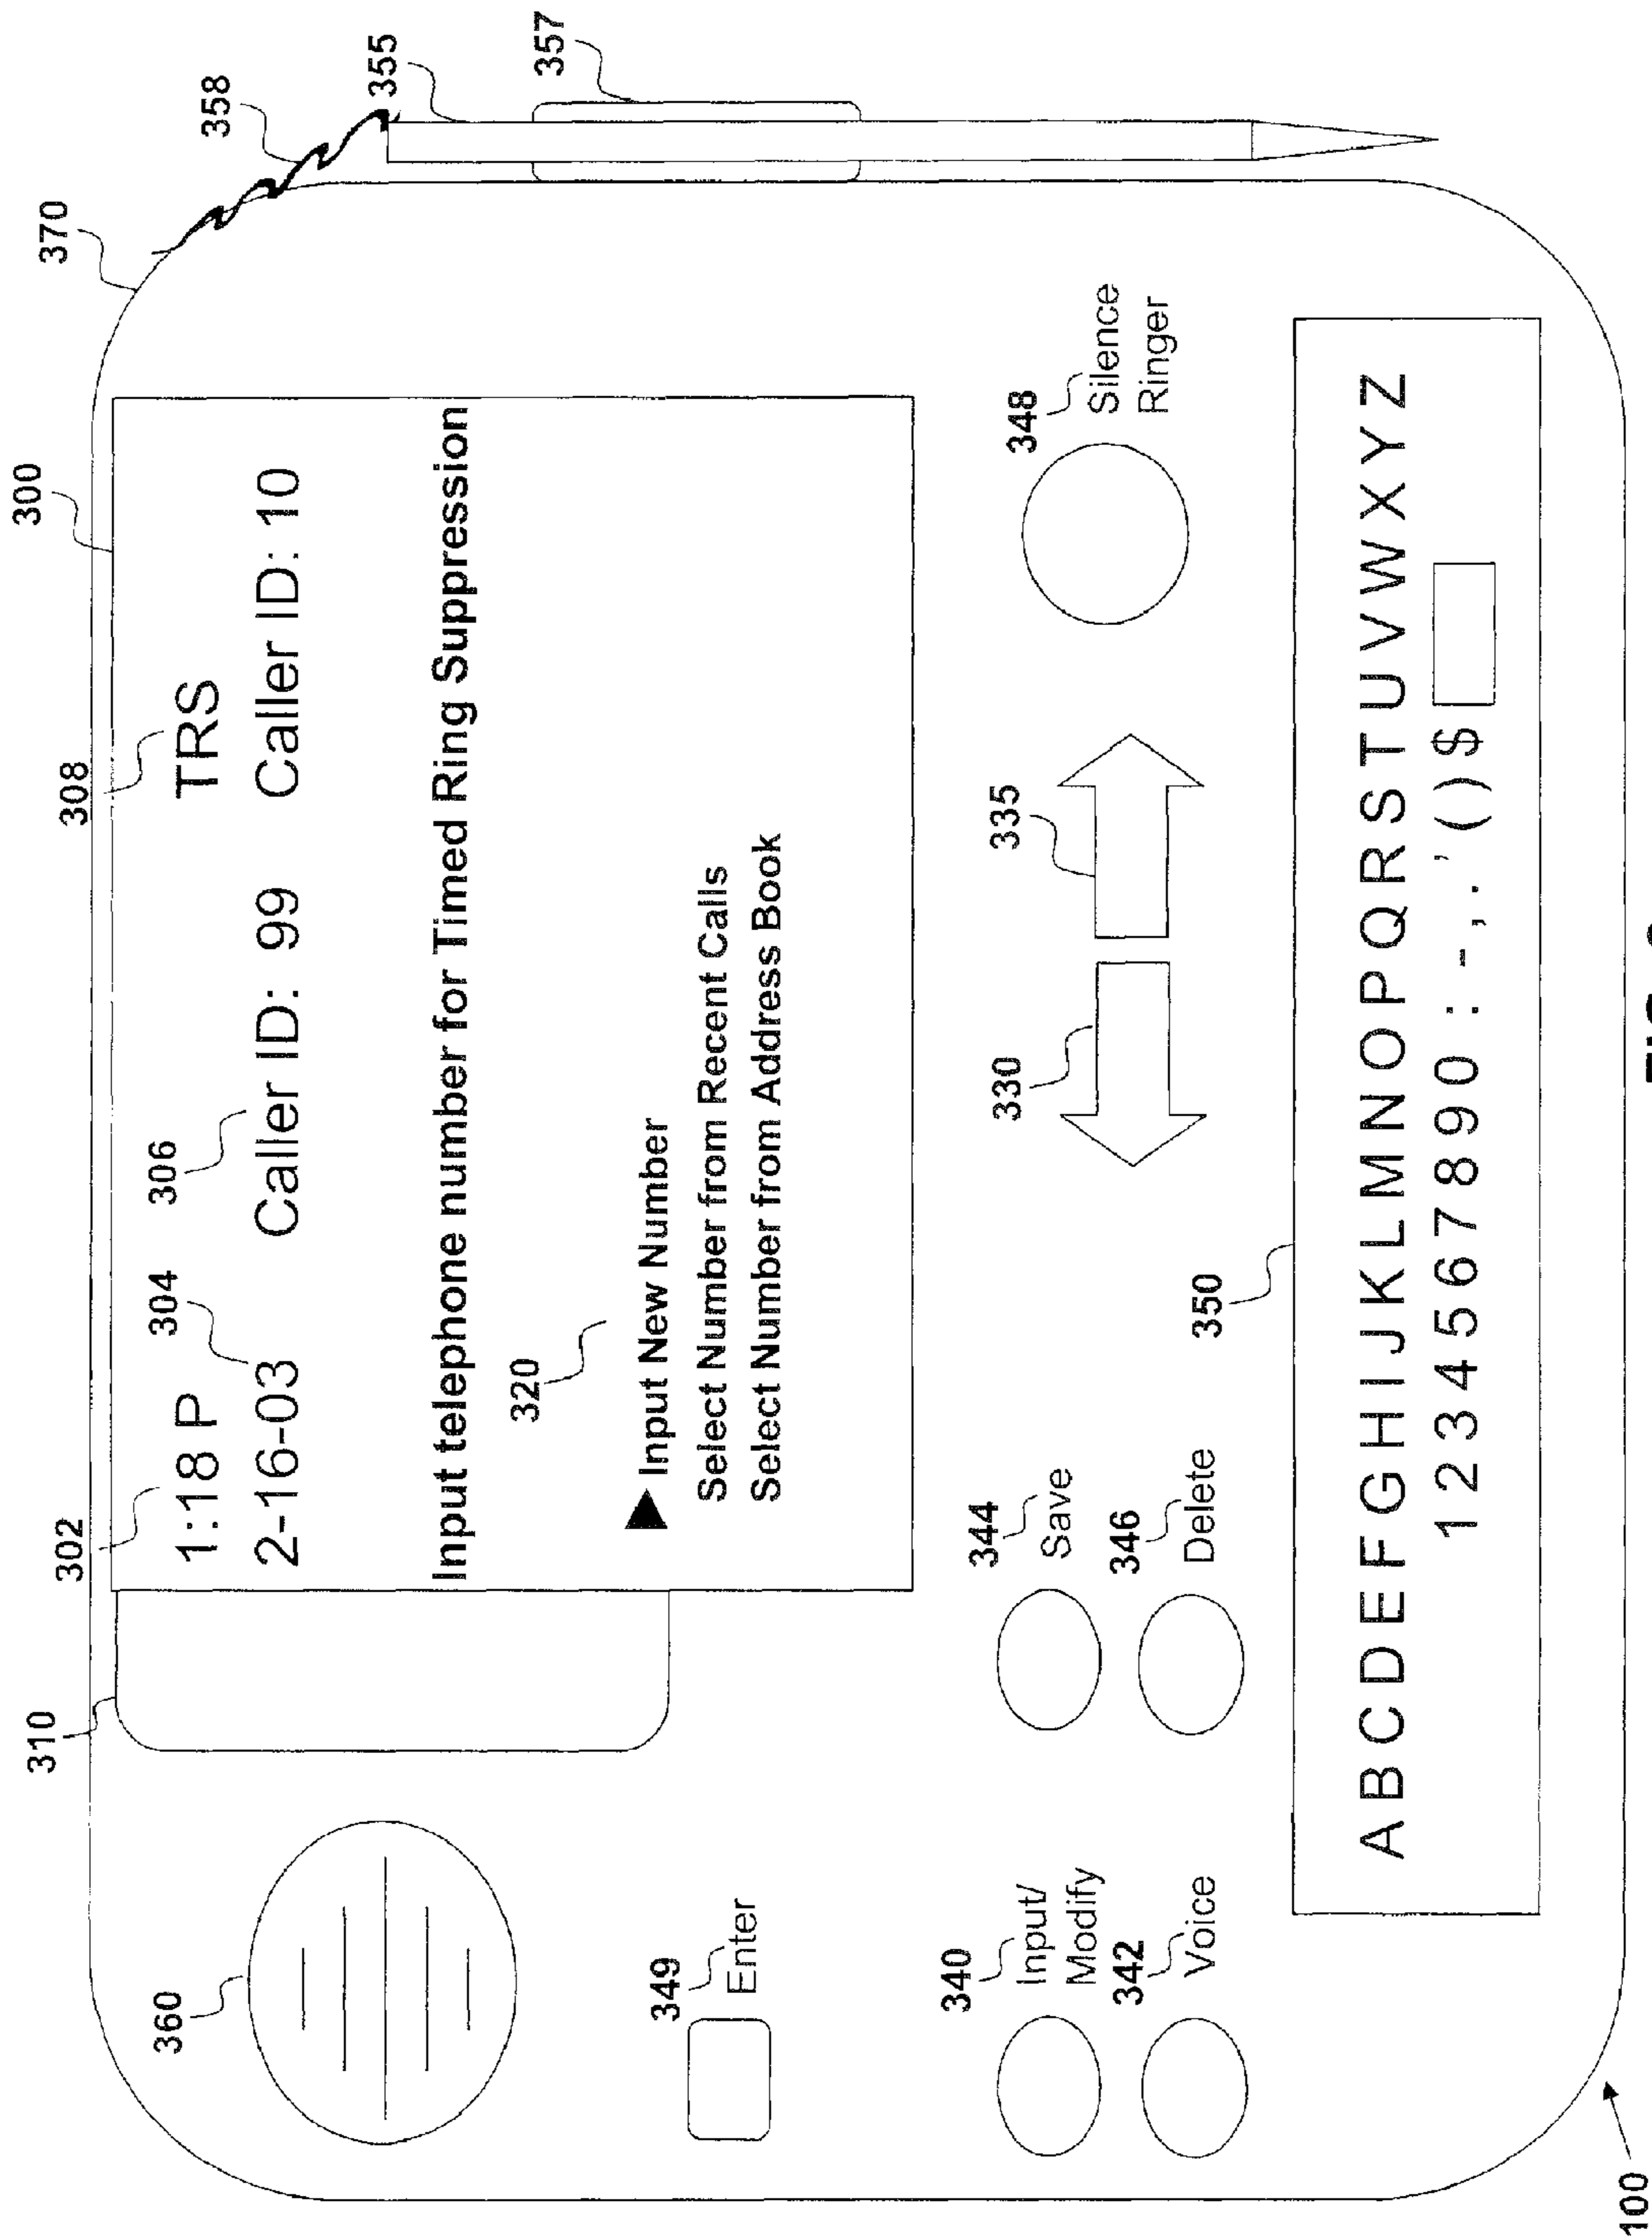 300
302
308
310
370
358
355
357
306
304
1:18 P TRS
2-16-03 Caller ID: 99 Caller ID: 10
360
Input telephone number for Timed Ring Suppression
320
▶ Input New Number
Select Number from Recent Calls
Select Number from Address Book
349
Enter
340
Input/
Modify
342
Voice
344
Save
346
Delete
330
335
348
Silence
Ringer
350
A B C D E F G H I J K L M N O P Q R S T U V W X Y Z
1 2 3 4 5 6 7 8 9 0 : - , . ' ( ) $
100